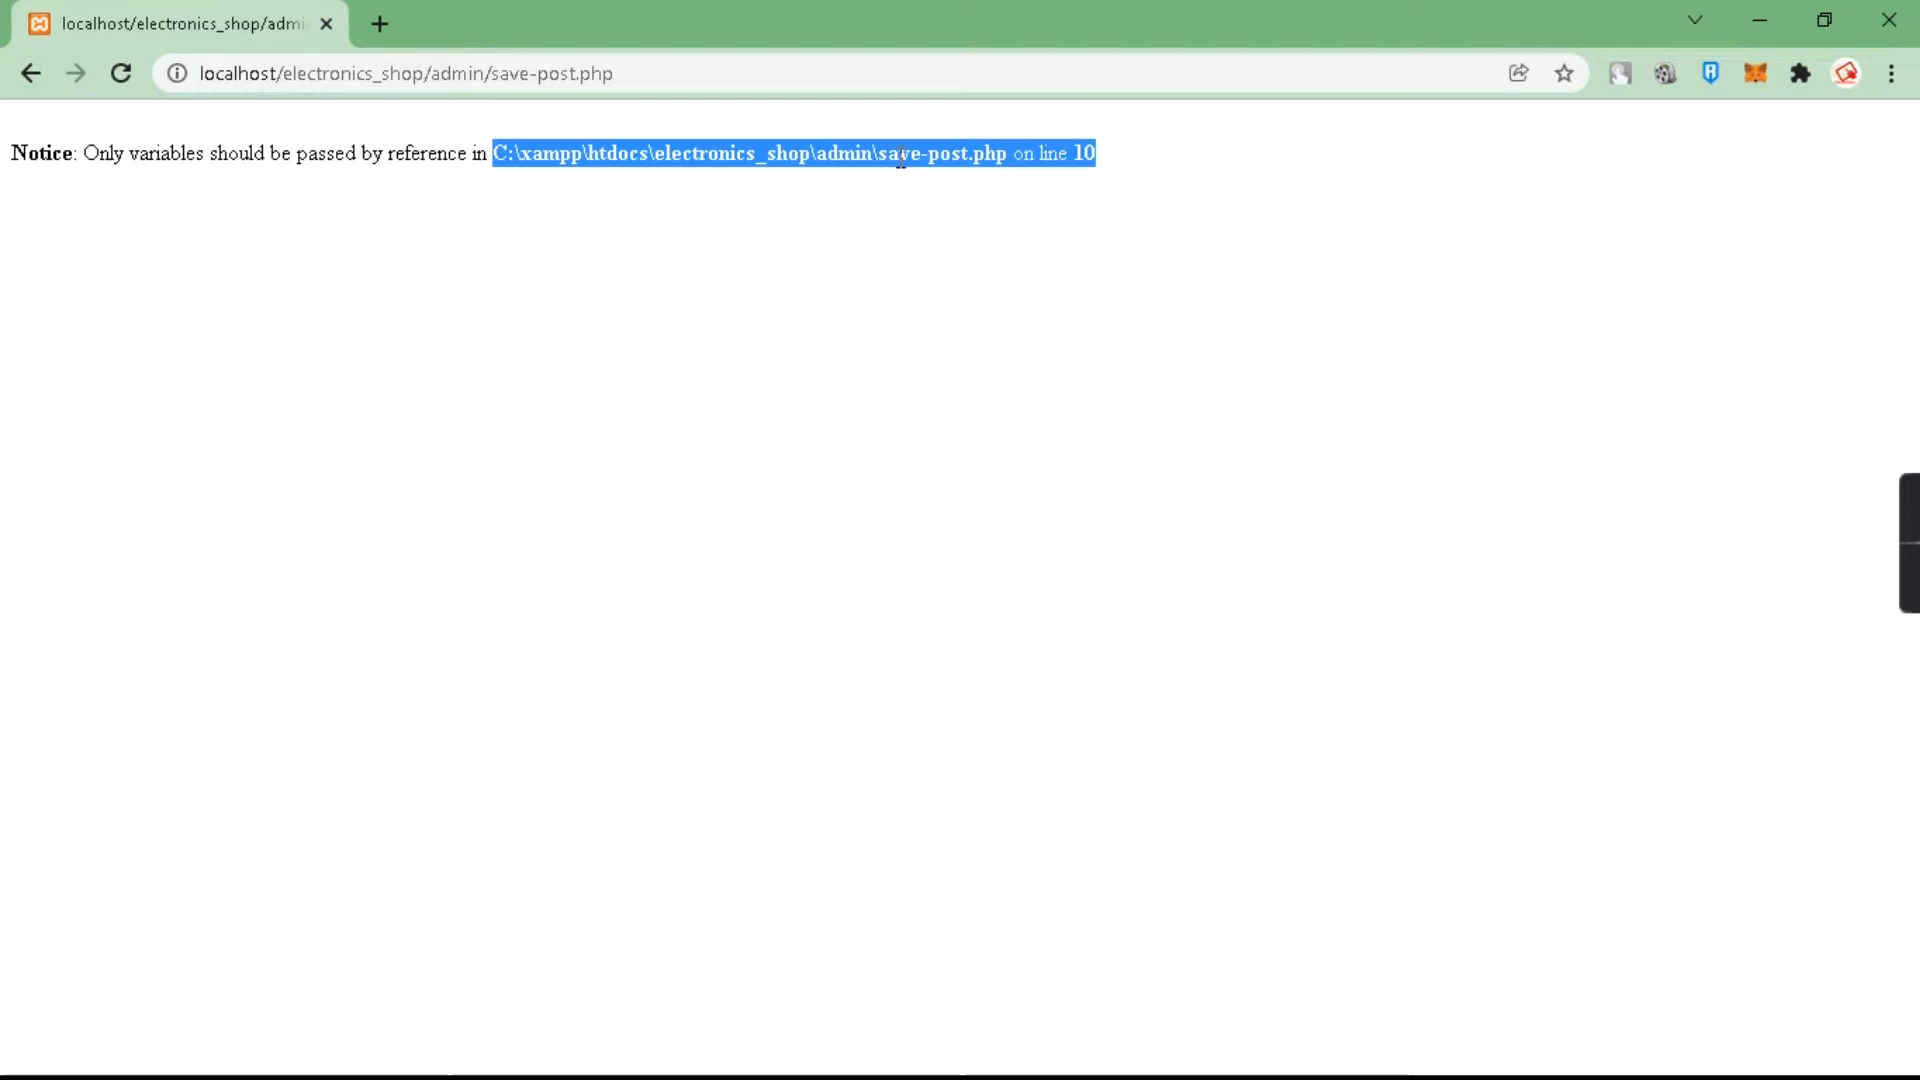 localhost/electronics_shop/admi
localhost/electronics_shop/admin/save-post.php
Notice: Only variables should be passed by reference in C:\xampp\htdocs\electronics_shop\admin\save-post.php on line 10